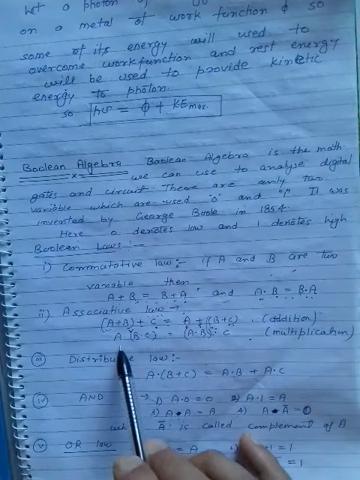 Let a photon of
on a metal of work function ϕ so
some of its energy will used to
overcome workfunction and rest energy
will be used to provide kinetic
energy to photon.
so hυ = ϕ + KEmax.
Boolean Algebra Boolean Algebra is the math
we can use to analyse digital
gates and circuit. These are only two
variable which are used '0' and "1". It was
invented by George Boole in 1854.
Here 0 denotes low and 1 denotes high
Boolean Laws :-
i) Commutative law :- if A and B are two
variable then
A + B = B + A and A·B = B·A
ii) Associative law :-
(A+B)+C = A+(B+C) (addition)
A (B·C) = (A·B)·C (multiplication)
iii) law :-
A·(B+C) = A·B + A·C
iv) AND → 1) A·0 = 0 2) A·1 = A
3) A·A = A 4) A·Ā = 0
Ā is called complement of A
v) OR law = A = 1
= 1